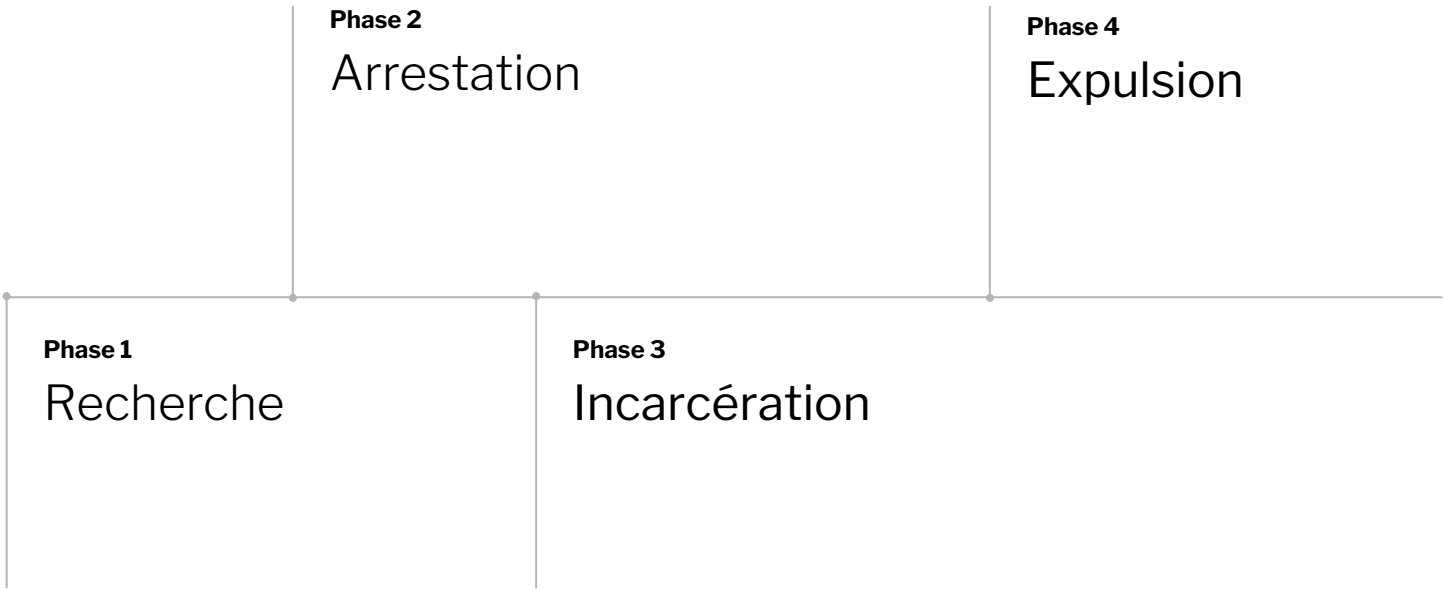 Phase 1
Recherche
Phase 2
Arrestation
Phase 3
Incarcération
Phase 4
Expulsion